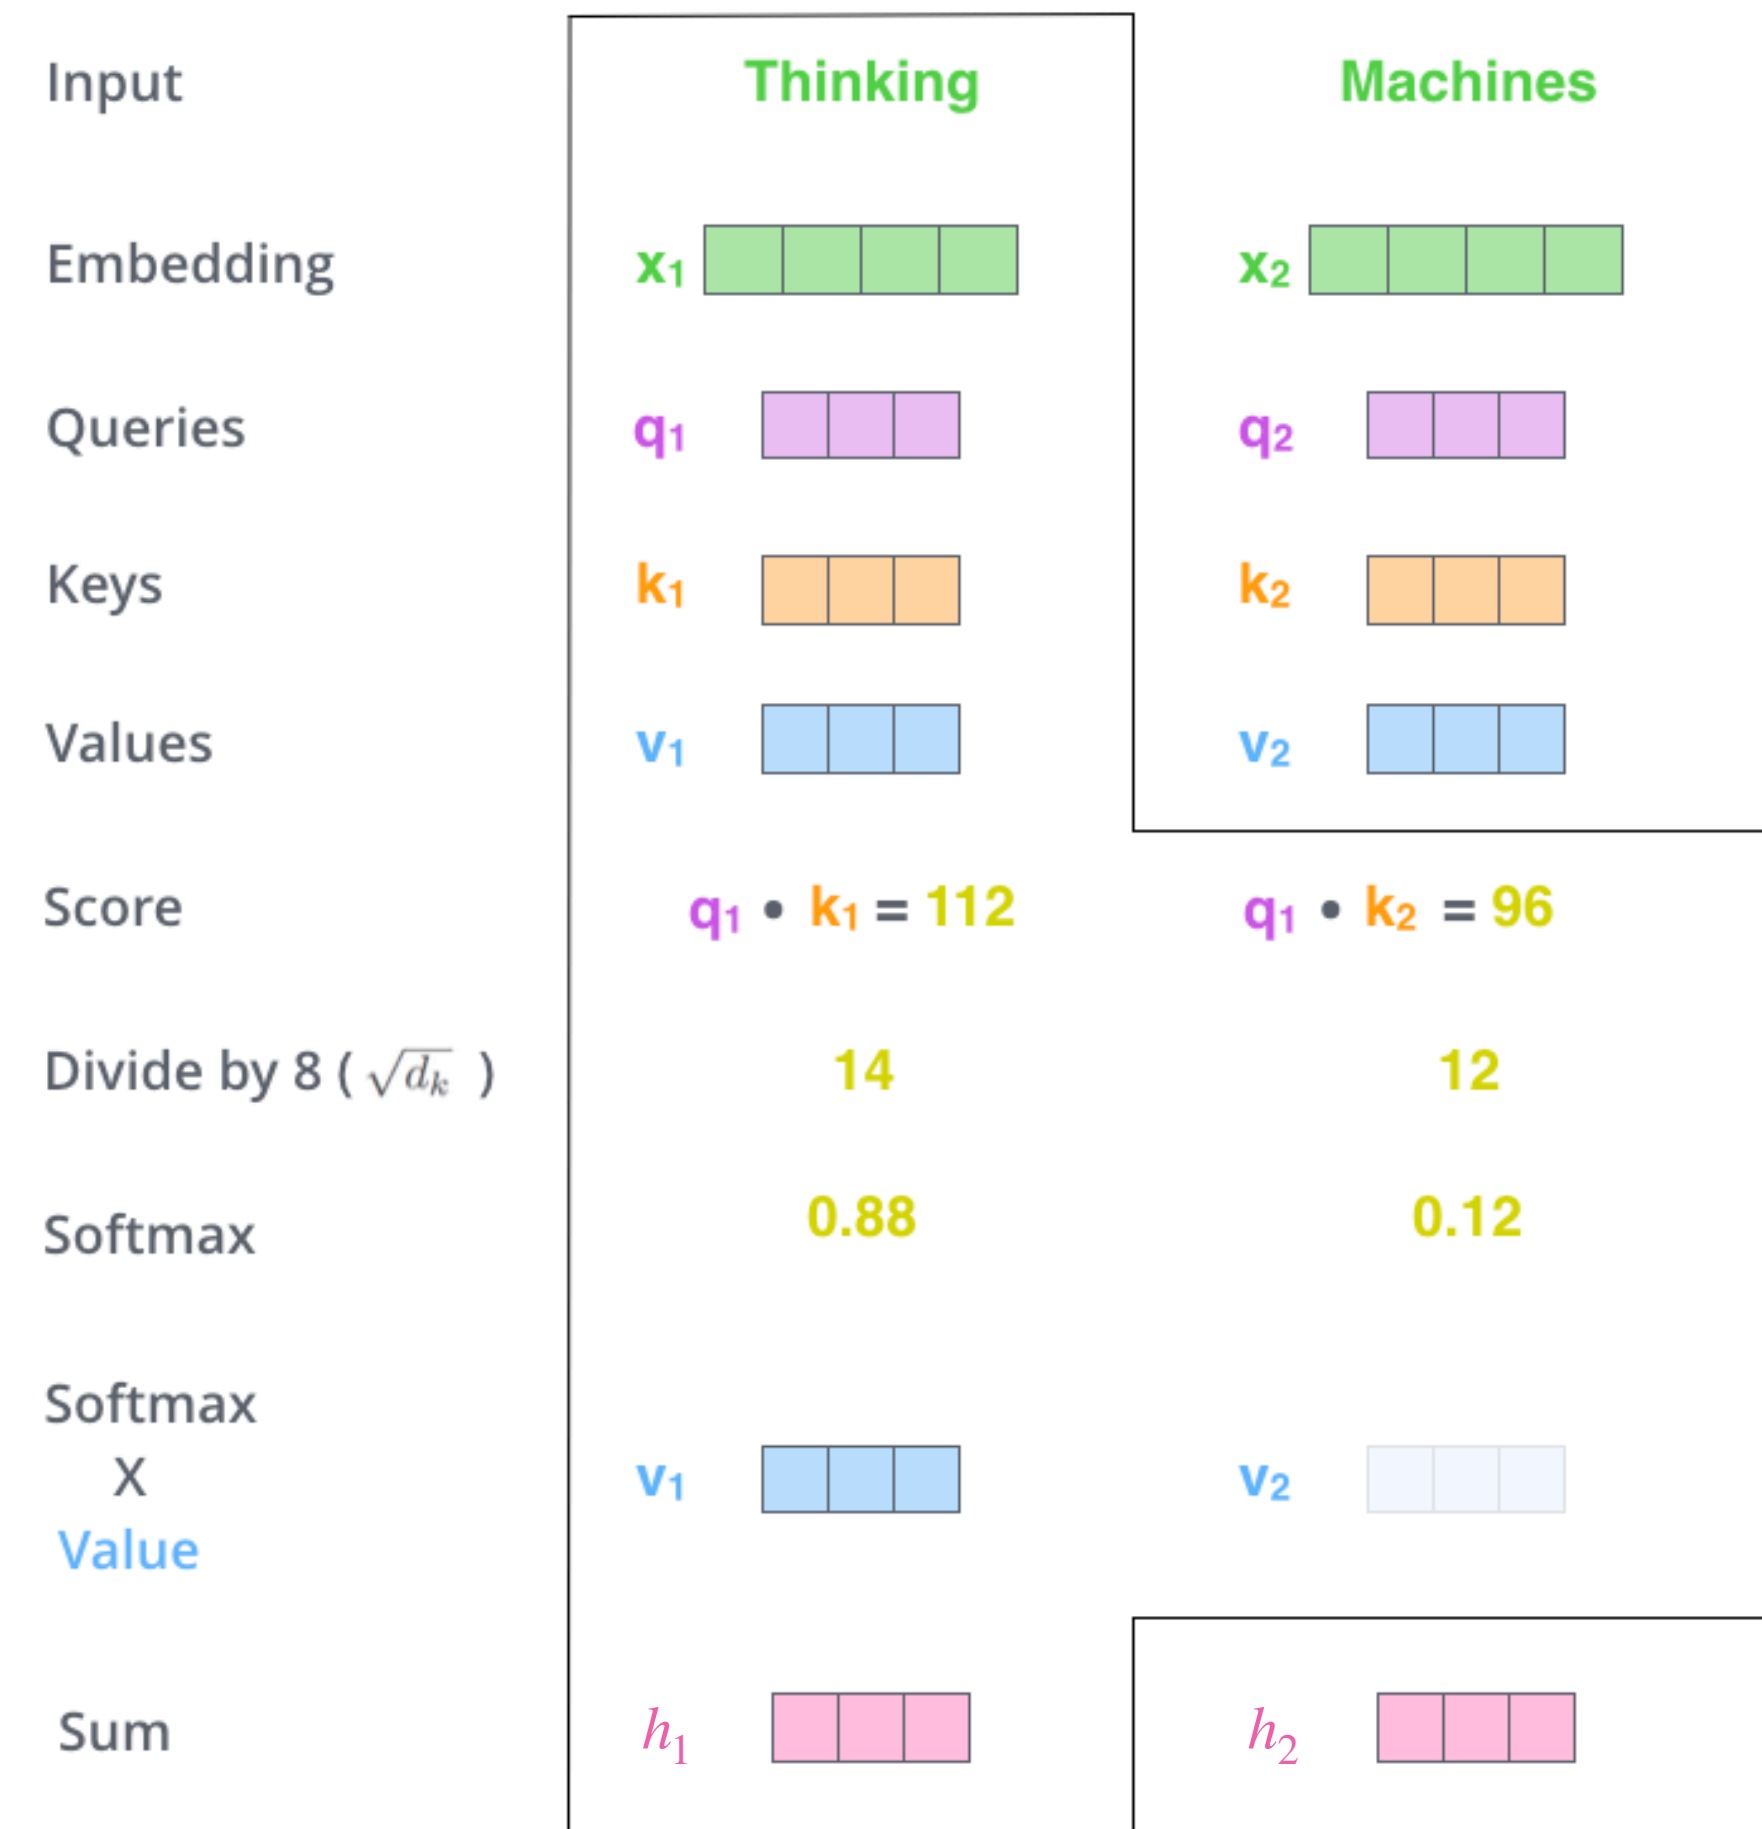 Input Thinking Machines
Embedding x₁ x₂
Queries q₁ q₂
Keys k₁ k₂
Values v₁ v₂
Score q₁ • k₁ = 112 q₁ • k₂ = 96
Divide by 8 ( √dₖ ) 14 12
Softmax 0.88 0.12
Softmax
X
Value
v₁ v₂
Sum h₁ h₂